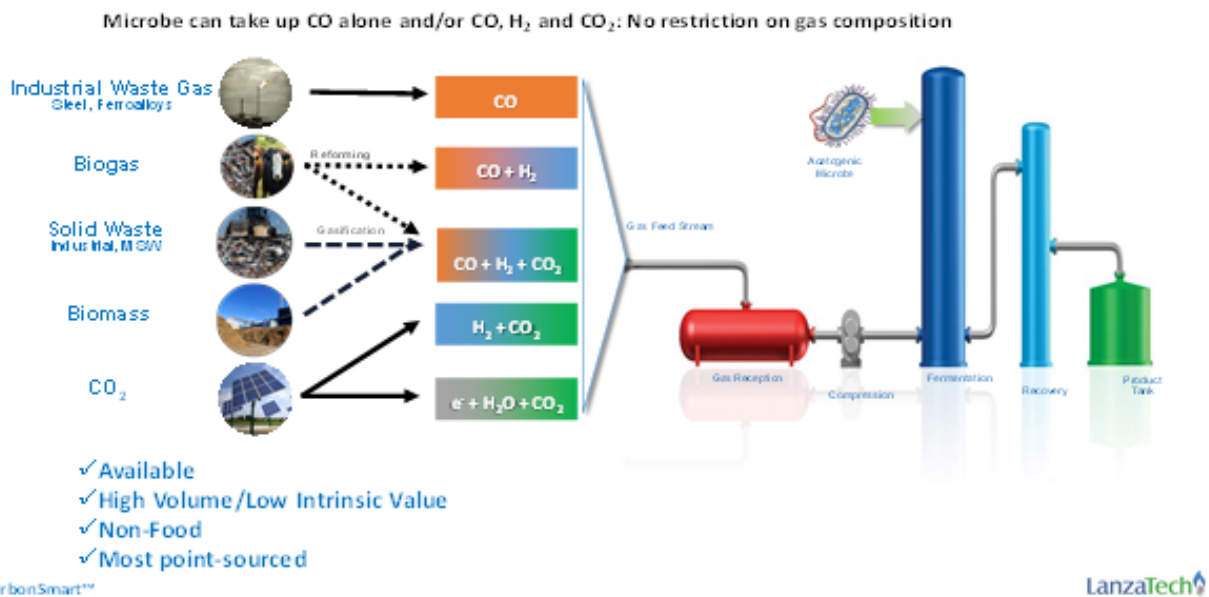 Microbe can take up CO alone and/or CO, H₂ and CO₂: No restriction on gas composition
Industrial Waste Gas
Steel, Ferroalloys
CO
Biogas
Reforming
CO + H₂
Solid Waste
Industrial, MSW
Gasification
CO + H₂ + CO₂
Biomass
H₂ + CO₂
CO₂
e⁻ + H₂O + CO₂
Gas Feed Stream
Acetogenic
Microbe
Gas Reception
Compression
Fermentation
Recovery
Product
Tank
✓Available
✓High Volume/Low Intrinsic Value
✓Non-Food
✓Most point-sourced
rbonSmart™
LanzaTech